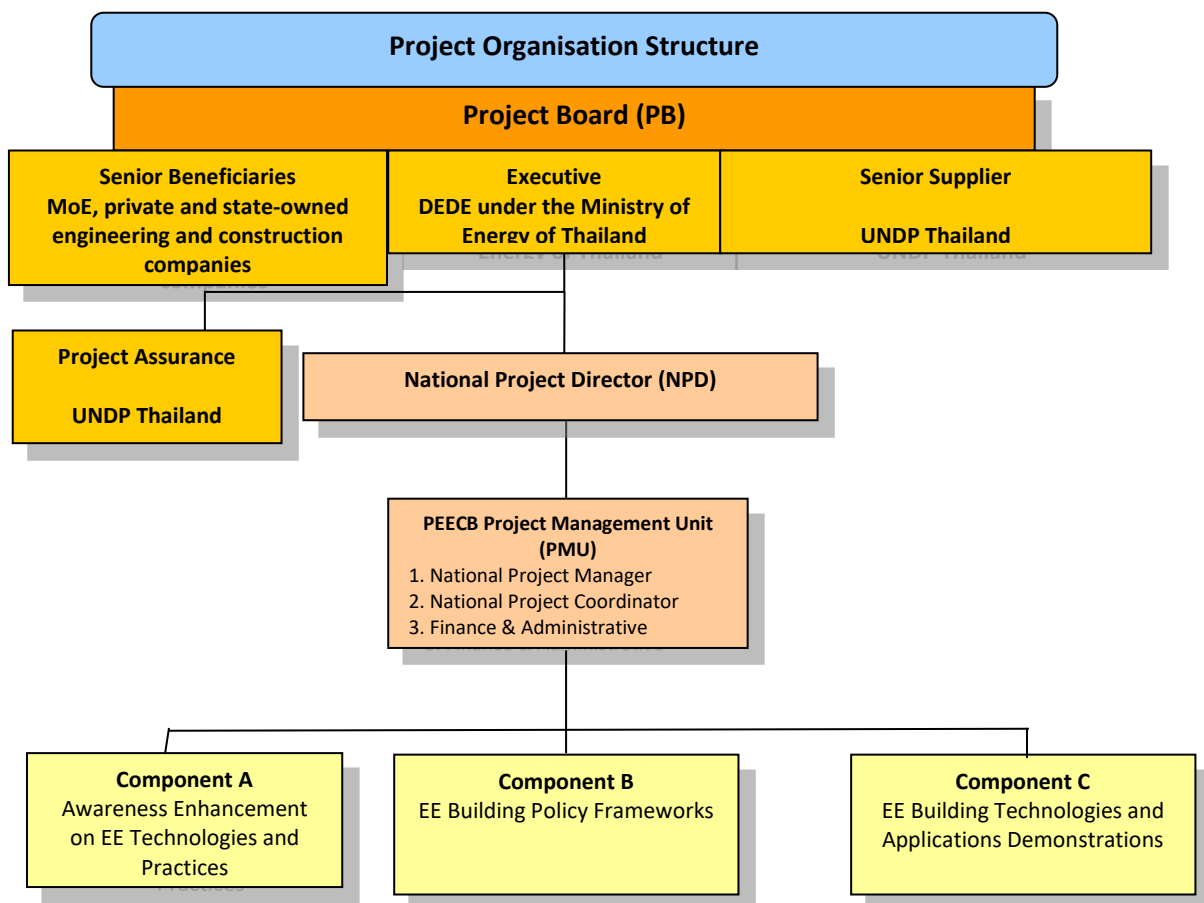 Project Organisation Structure
Project Board (PB)
Senior Beneficiaries
MoE, private and state-owned
engineering and construction
companies
Executive
DEDE under the Ministry of
Energy of Thailand
Senior Supplier
UNDP Thailand
Project Assurance
UNDP Thailand
National Project Director (NPD)
PEECB Project Management Unit
(PMU)
1. National Project Manager
2. National Project Coordinator
3. Finance & Administrative
Component A
Awareness Enhancement
on EE Technologies and
Practices
Component B
EE Building Policy Frameworks
Component C
EE Building Technologies and
Applications Demonstrations